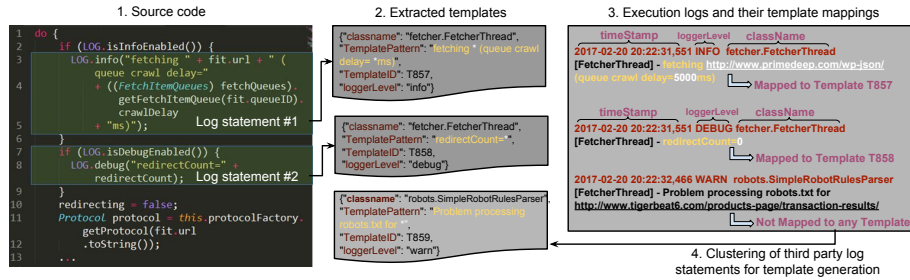 1. Source code
1 do {
2 if (LOG.isInfoEnabled()) {
3 LOG.info("fetching " + fit.url + " (
queue crawl delay="
4 + ((FetchItemQueues) fetchQueues).
getFetchItemQueue(fit.queueID).
crawlDelay
5 + "ms)");
Log statement #1
6 }
7 if (LOG.isDebugEnabled()) {
8 LOG.debug("redirectCount=" +
redirectCount);
Log statement #2
9 }
10 redirecting = false;
11 Protocol protocol = this.protocolFactory.
getProtocol(fit.url
12 .toString());
13 ...
2. Extracted templates
{"classname": "fetcher.FetcherThread",
"TemplatePattern": "fetching * (queue crawl
delay= *ms)",
"TemplateID": T857,
"loggerLevel": "info"}
{"classname": "fetcher.FetcherThread",
"TemplatePattern": "redirectCount=*",
"TemplateID": T858,
"loggerLevel": "debug"}
{"classname": "robots.SimpleRobotRulesParser",
"TemplatePattern": "Problem processing
robots.txt for *",
"TemplateID": T859,
"loggerLevel": "warn"}
3. Execution logs and their template mappings
timeStamp loggerLevel className
2017-02-20 20:22:31,551 INFO fetcher.FetcherThread
[FetcherThread] - fetching http://www.primedeep.com/wp-json/
(queue crawl delay=5000ms)
Mapped to Template T857
timeStamp loggerLevel className
2017-02-20 20:22:31,551 DEBUG fetcher.FetcherThread
[FetcherThread] - redirectCount=0
Mapped to Template T858
2017-02-20 20:22:32,466 WARN robots.SimpleRobotRulesParser
[FetcherThread] - Problem processing robots.txt for
http://www.tigerbeat6.com/products-page/transaction-results/
Not Mapped to any Template
4. Clustering of third party log
statements for template generation